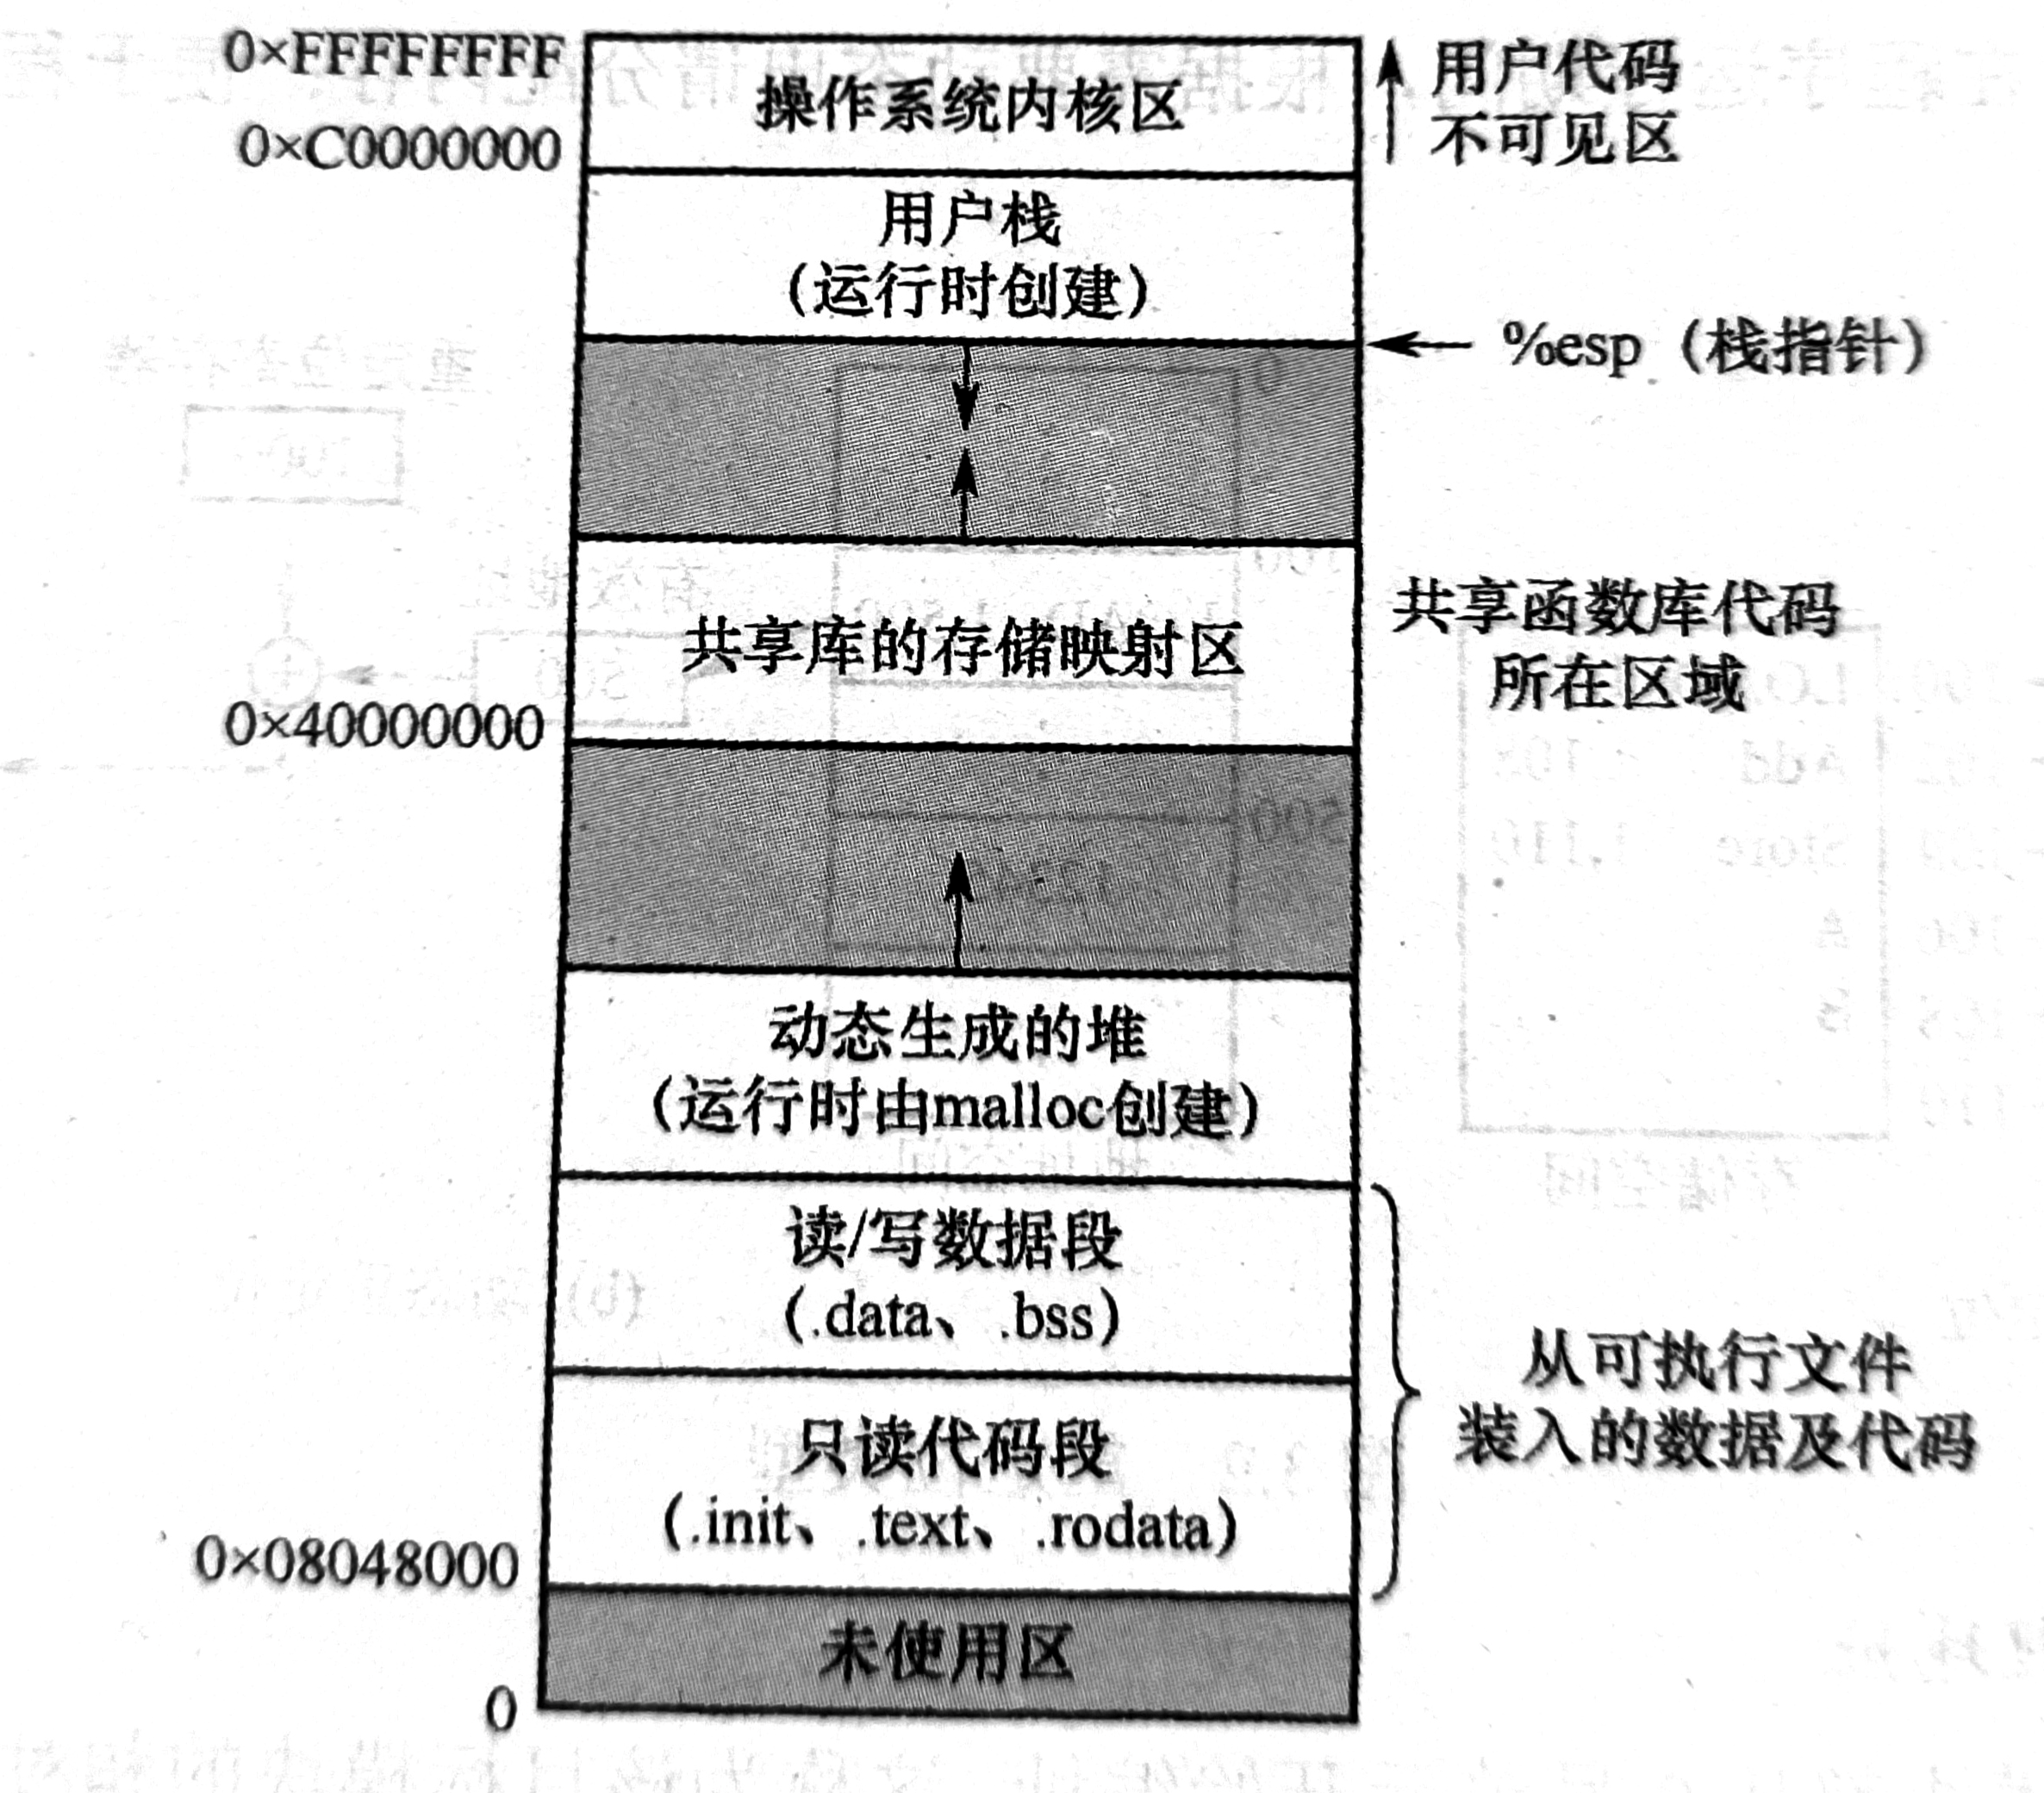 0×FFFFFFFF
操作系统内核区
用户代码
不可见区
0×C0000000
用户栈
(运行时创建)
%esp (栈指针)
共享库的存储映射区
共享函数库代码
所在区域
0×40000000
动态生成的堆
(运行时由malloc创建)
读/写数据段
(.data、.bss)
从可执行文件
装入的数据及代码
只读代码段
(.init、.text、.rodata)
0×08048000
未使用区
0